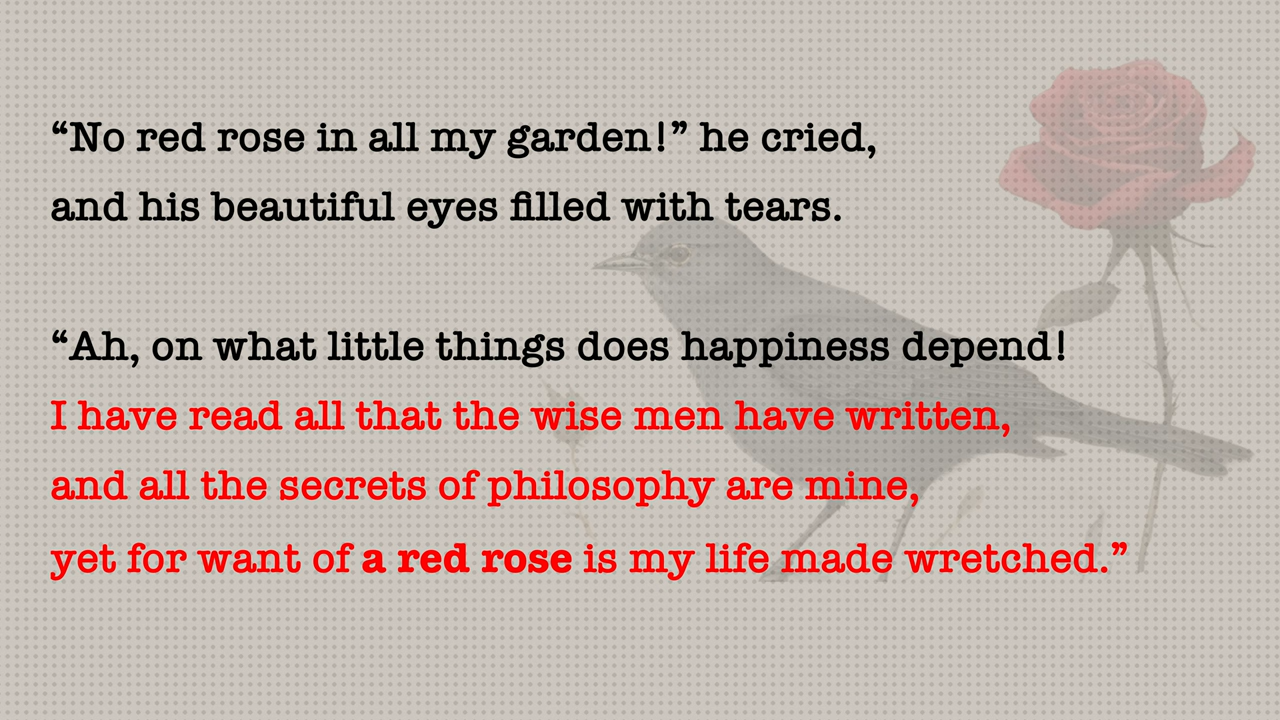 “No red rose in all my garden!” he cried,
and his beautiful eyes filled with tears.
“Ah, on what little things does happiness depend!
I have read all that the wise men have written,
and all the secrets of philosophy are mine,
yet for want of a red rose is my life made wretched.”